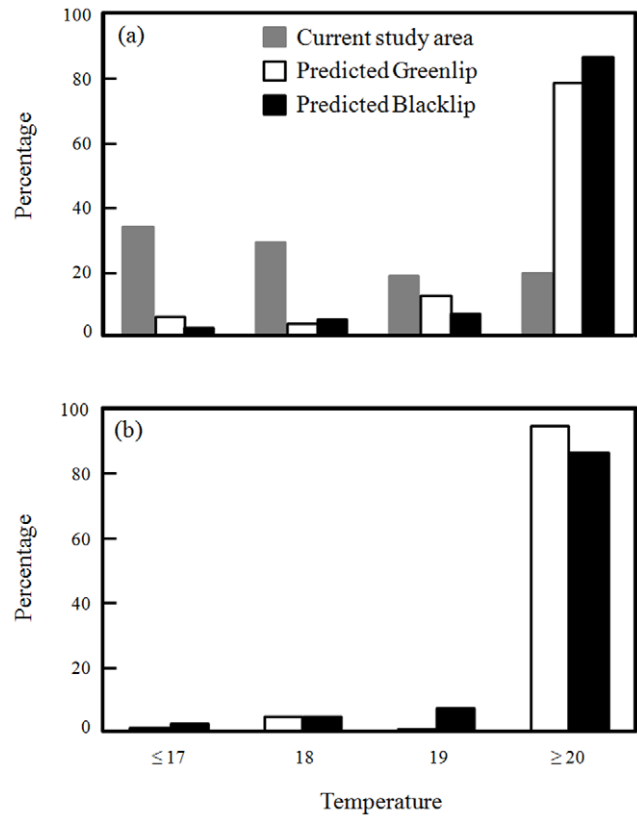 100
(a)
Current study area
Predicted Greenlip
Predicted Blacklip
80
60
40
20
0
Percentage
100
(b)
80
60
40
20
0
Percentage
≤ 17
18
19
≥ 20
Temperature